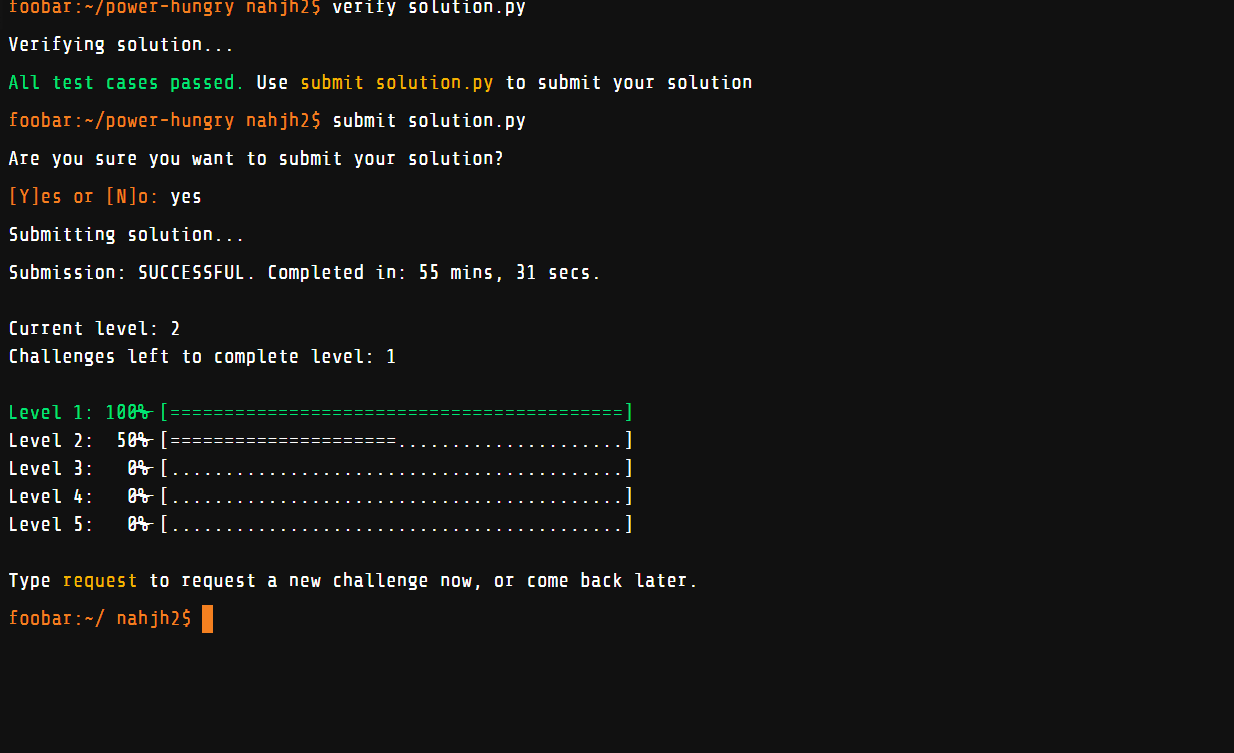 foobar:~/power-hungry nahjh2$ verify solution.py
Verifying solution...
All test cases passed. Use submit solution.py to submit your solution
foobar:~/power-hungry nahjh2$ submit solution.py
Are you sure you want to submit your solution?
[Y]es or [N]o: yes
Submitting solution...
Submission: SUCCESSFUL. Completed in: 55 mins, 31 secs.
Current level: 2
Challenges left to complete level: 1
Level 1: 100% [==========================================]
Level 2:  50% [=====================.....................]
Level 3:   0% [..........................................]
Level 4:   0% [..........................................]
Level 5:   0% [..........................................]
Type request to request a new challenge now, or come back later.
foobar:~/ nahjh2$